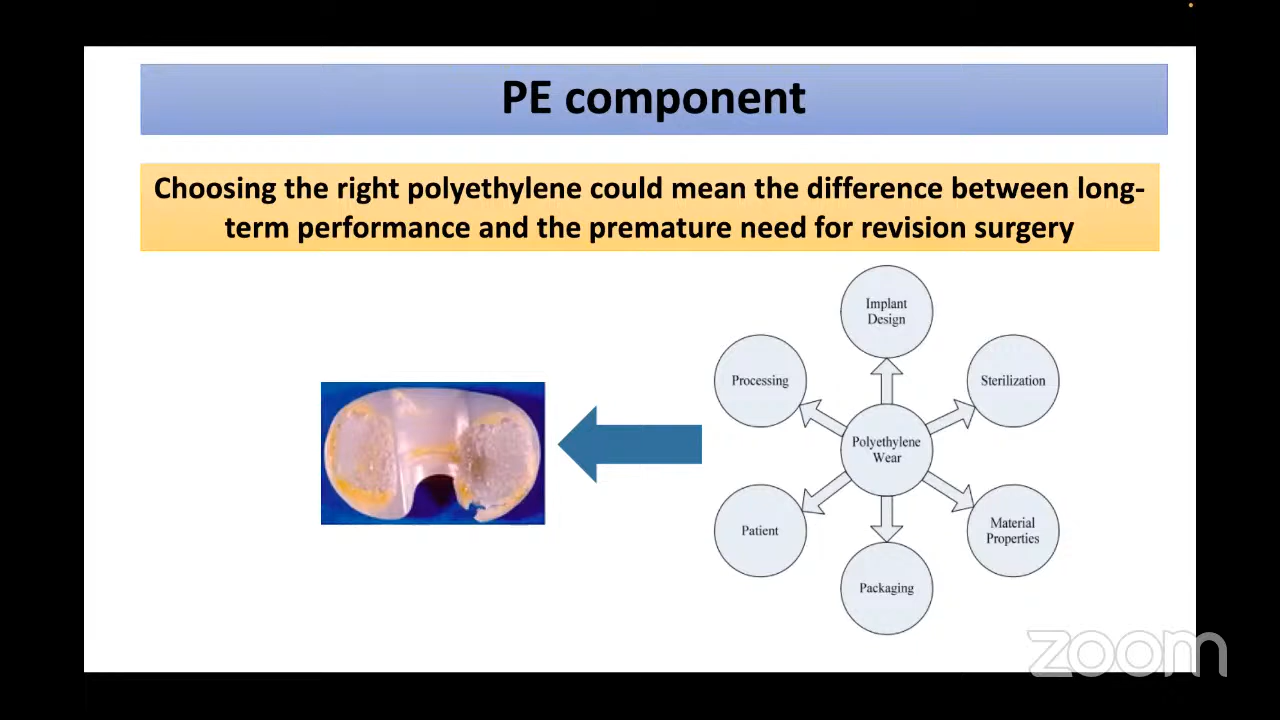 PE component
Choosing the right polyethylene could mean the difference between long-
term performance and the premature need for revision surgery
Implant
Design
Processing
Sterilization
Polyethylene
Wear
Patient
Material
Properties
Packaging
zoom